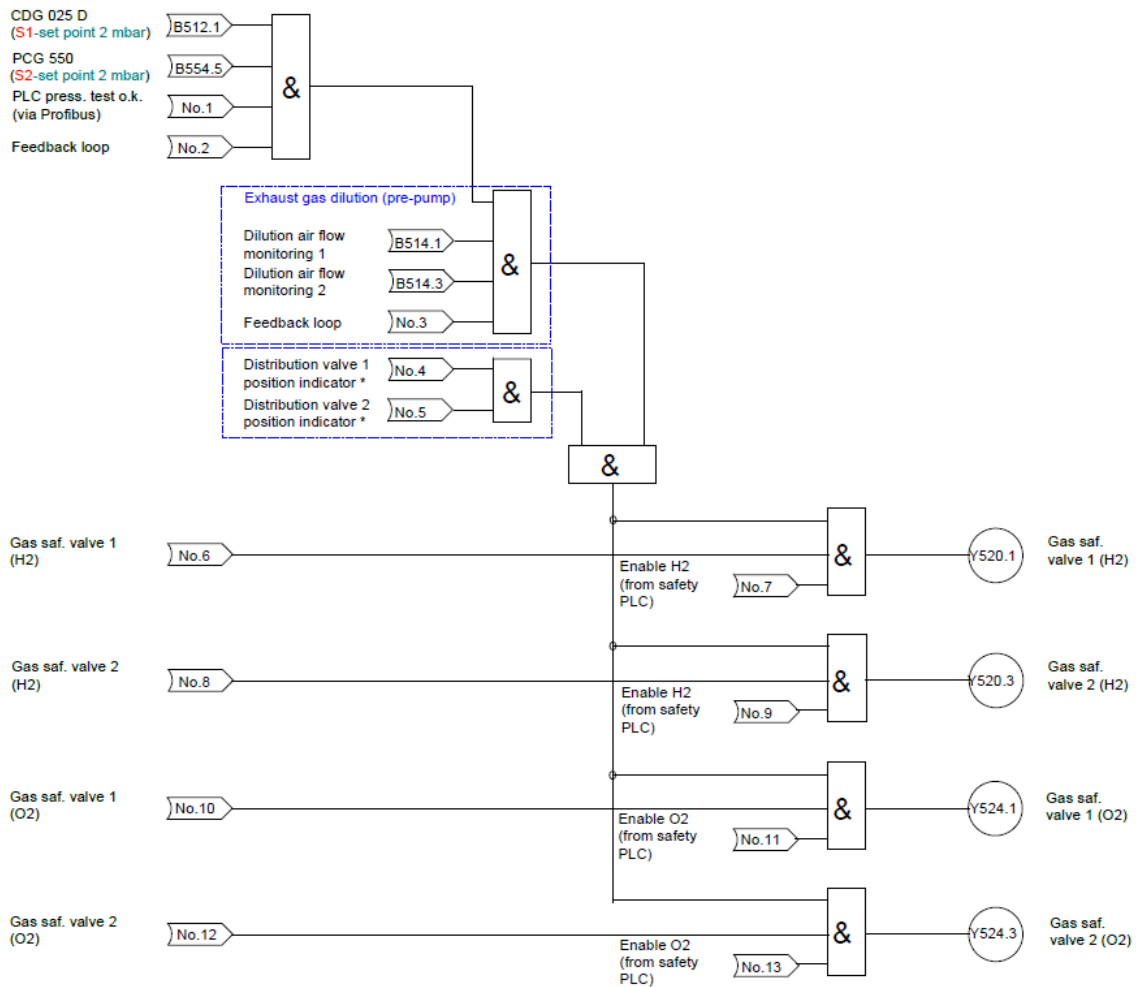 CDG 025 D
(S1-set point 2 mbar)
B512.1
PCG 550
(S2-set point 2 mbar)
B554.5
PLC press. test o.k.
(via Profibus)
No.1
Feedback loop
No.2
&
Exhaust gas dilution (pre-pump)
Dilution air flow
monitoring 1
B514.1
Dilution air flow
monitoring 2
B514.3
Feedback loop
No.3
&
Distribution valve 1
position indicator *
No.4
Distribution valve 2
position indicator *
No.5
&
&
Gas saf. valve 1
(H2)
No.6
Enable H2
(from safety
PLC)
No.7
&
Y520.1
Gas saf.
valve 1 (H2)
Gas saf. valve 2
(H2)
No.8
Enable H2
(from safety
PLC)
No.9
&
Y520.3
Gas saf.
valve 2 (H2)
Gas saf. valve 1
(O2)
No.10
Enable O2
(from safety
PLC)
No.11
&
Y524.1
Gas saf.
valve 1 (O2)
Gas saf. valve 2
(O2)
No.12
Enable O2
(from safety
PLC)
No.13
&
Y524.3
Gas saf.
valve 2 (O2)